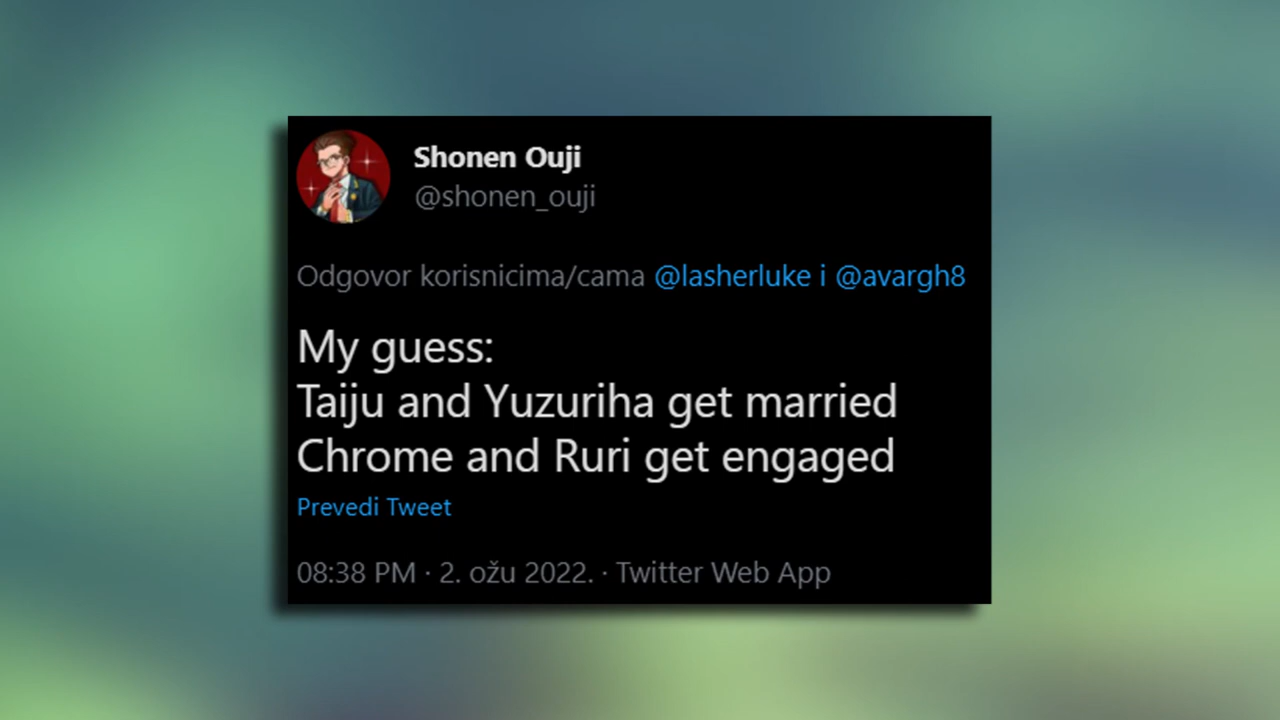 Shonen Ouji
@shonen_ouji
Odgovor korisnicima/cama @lasherluke i @avargh8
My guess:
Taiju and Yuzuriha get married
Chrome and Ruri get engaged
Prevedi Tweet
08:38 PM · 2. ožu 2022. · Twitter Web App